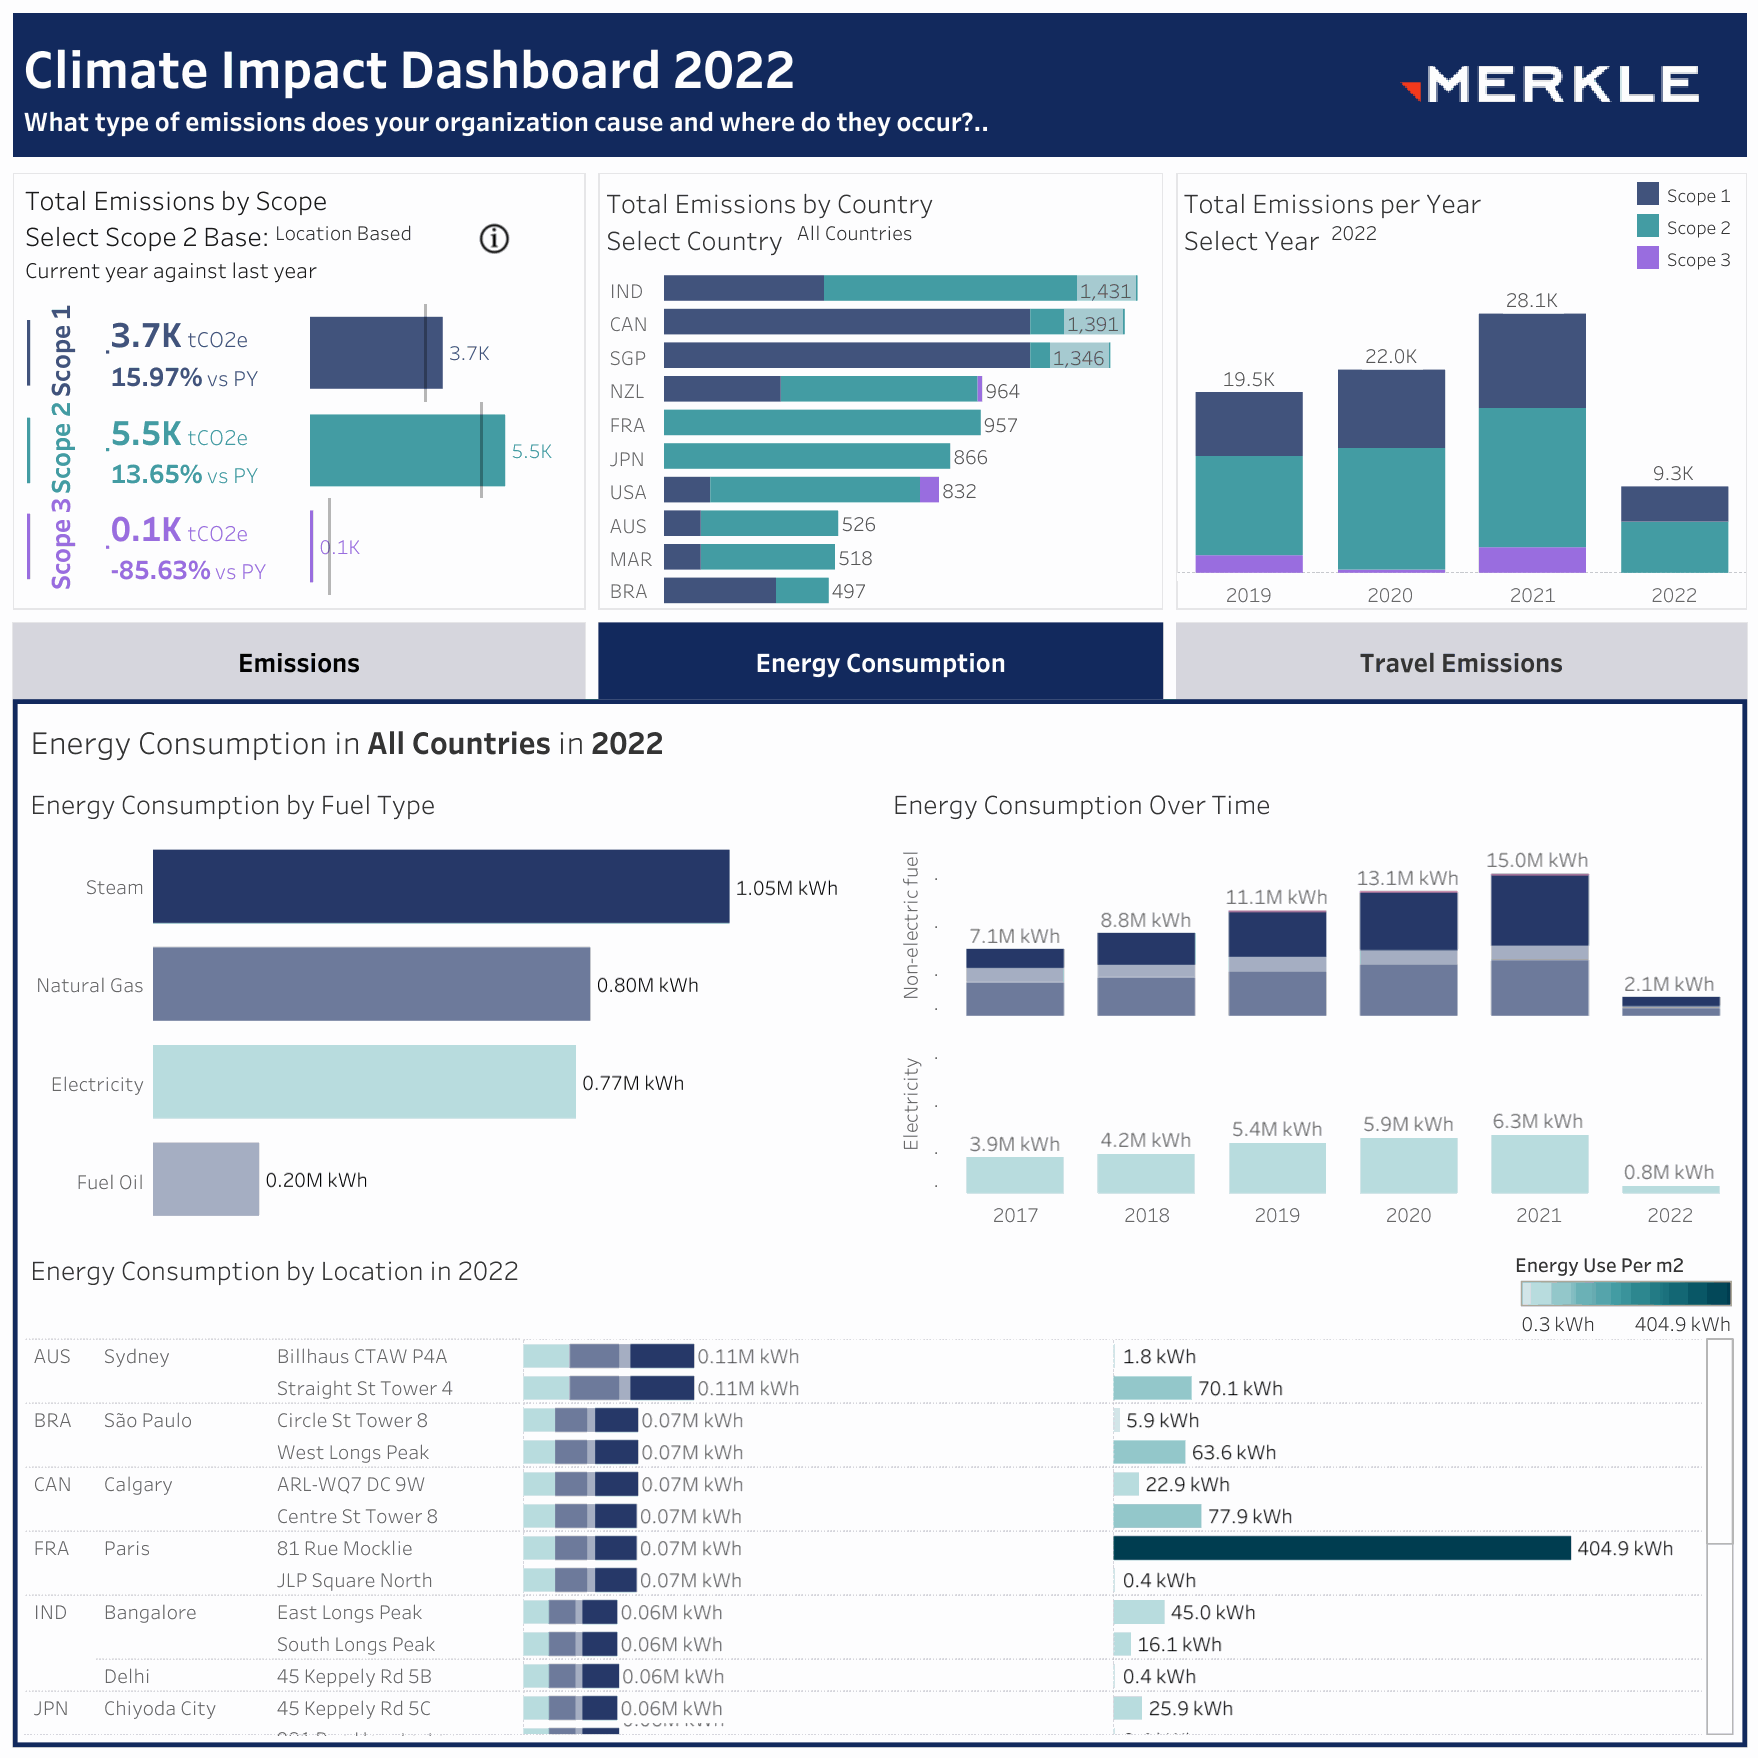 Climate Impact Dashboard 2022
What type of emissions does your organization cause and where do they occur?..
MERKLE
Total Emissions by Scope
Select Scope 2 Base: Location Based
Current year against last year
Scope 1
3.7K tCO2e
15.97% vs PY
3.7K
Scope 2
5.5K tCO2e
13.65% vs PY
5.5K
Scope 3
0.1K tCO2e
-85.63% vs PY
0.1K
Total Emissions by Country
Select Country All Countries
IND 1,431
CAN 1,391
SGP 1,346
NZL 964
FRA 957
JPN 866
USA 832
AUS 526
MAR 518
BRA 497
Total Emissions per Year
Select Year 2022
Scope 1
Scope 2
Scope 3
19.5K
22.0K
28.1K
9.3K
2019 2020 2021 2022
Emissions
Energy Consumption
Travel Emissions
Energy Consumption in All Countries in 2022
Energy Consumption by Fuel Type
Steam 1.05M kWh
Natural Gas 0.80M kWh
Electricity 0.77M kWh
Fuel Oil 0.20M kWh
Energy Consumption Over Time
Non-electric fuel
7.1M kWh
8.8M kWh
11.1M kWh
13.1M kWh
15.0M kWh
2.1M kWh
Electricity
3.9M kWh
4.2M kWh
5.4M kWh
5.9M kWh
6.3M kWh
0.8M kWh
2017 2018 2019 2020 2021 2022
Energy Consumption by Location in 2022
Energy Use Per m2
0.3 kWh 404.9 kWh
AUS Sydney Billhaus CTAW P4A 0.11M kWh 1.8 kWh
Straight St Tower 4 0.11M kWh 70.1 kWh
BRA São Paulo Circle St Tower 8 0.07M kWh 5.9 kWh
West Longs Peak 0.07M kWh 63.6 kWh
CAN Calgary ARL-WQ7 DC 9W 0.07M kWh 22.9 kWh
Centre St Tower 8 0.07M kWh 77.9 kWh
FRA Paris 81 Rue Mocklie 0.07M kWh 404.9 kWh
JLP Square North 0.07M kWh 0.4 kWh
IND Bangalore East Longs Peak 0.06M kWh 45.0 kWh
South Longs Peak 0.06M kWh 16.1 kWh
Delhi 45 Keppely Rd 5B 0.06M kWh 0.4 kWh
JPN Chiyoda City 45 Keppely Rd 5C 0.06M kWh 25.9 kWh